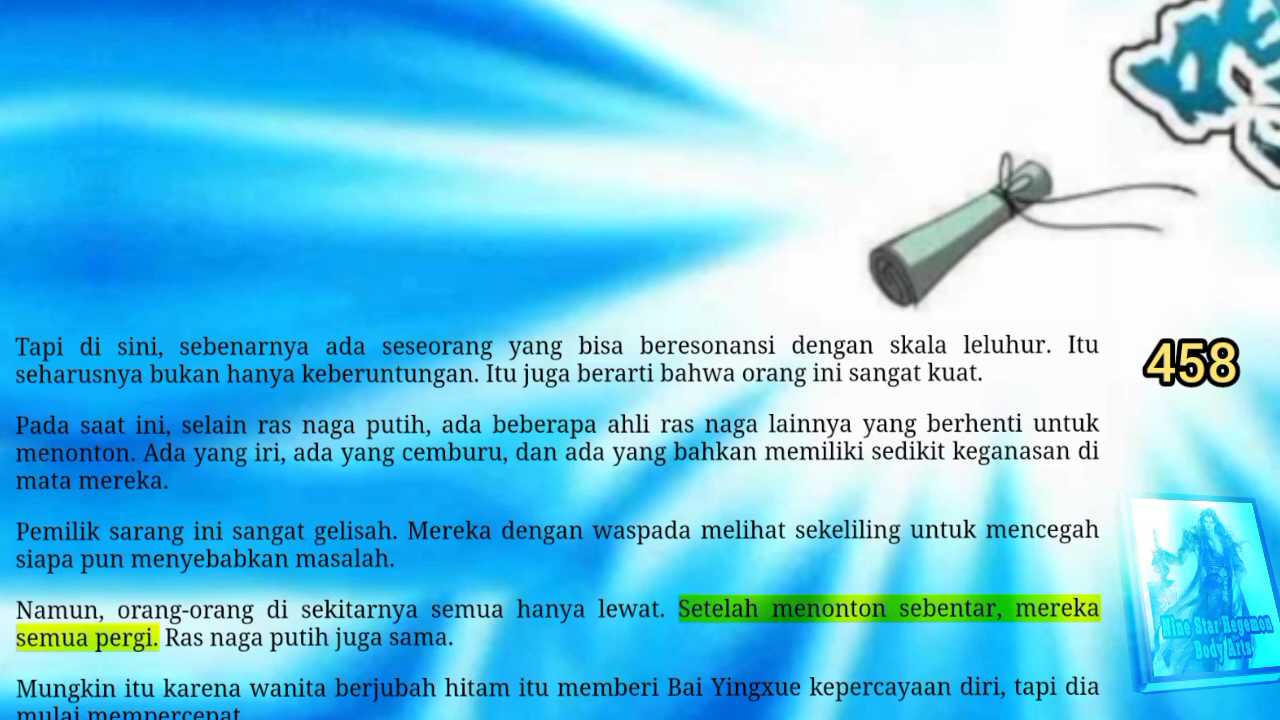 Tapi di sini, sebenarnya ada seseorang yang bisa beresonansi dengan skala leluhur. Itu
seharusnya bukan hanya keberuntungan. Itu juga berarti bahwa orang ini sangat kuat.
458
Pada saat ini, selain ras naga putih, ada beberapa ahli ras naga lainnya yang berhenti untuk
menonton. Ada yang iri, ada yang cemburu, dan ada yang bahkan memiliki sedikit keganasan di
mata mereka.
Pemilik sarang ini sangat gelisah. Mereka dengan waspada melihat sekeliling untuk mencegah
siapa pun menyebabkan masalah.
Namun, orang-orang di sekitarnya semua hanya lewat. Setelah menonton sebentar, mereka
semua pergi. Ras naga putih juga sama.
Nine Star Hegemon
Body Arts
Mungkin itu karena wanita berjubah hitam itu memberi Bai Yingxue kepercayaan diri, tapi dia
mulai mempercepat